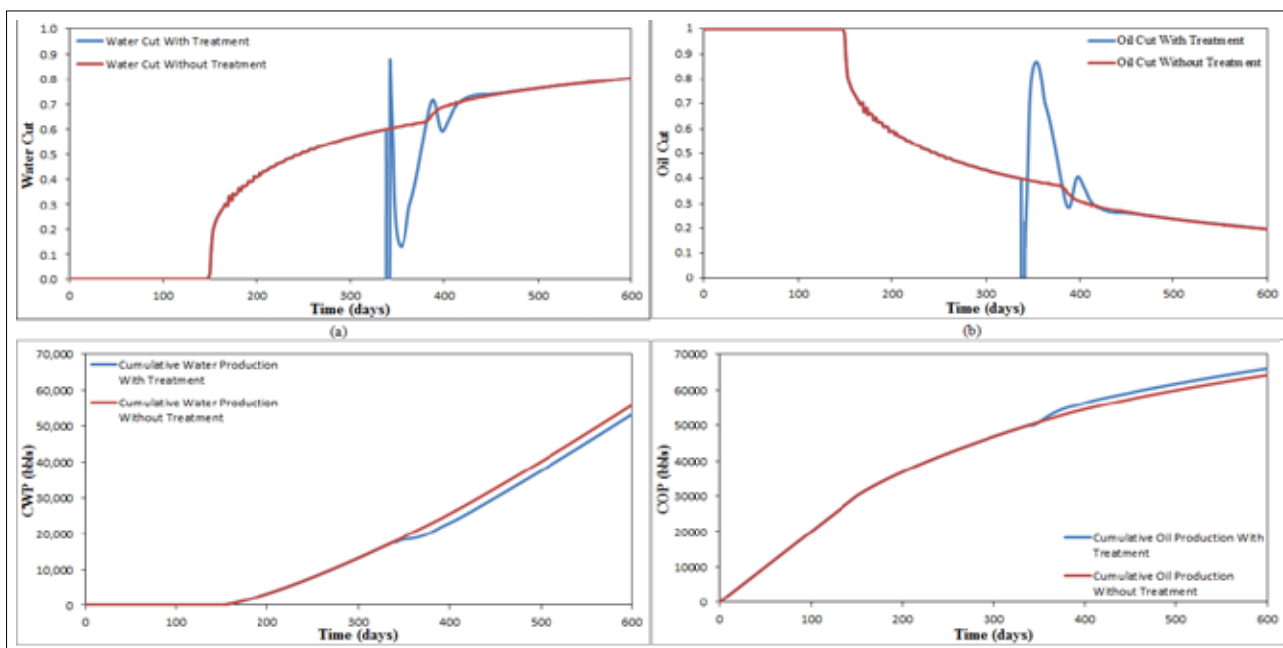 1.0
0.9
0.8
0.7
0.6
0.5
0.4
0.3
0.2
0.1
0.0
Water Cut
Water Cut With Treatment
Water Cut Without Treatment
0 100 200 300 400 500 600
Time (days)
(a)
1
0.9
0.8
0.7
0.6
0.5
0.4
0.3
0.2
0.1
0
Oil Cut
Oil Cut With Treatment
Oil Cut Without Treatment
0 100 200 300 400 500 600
Time (days)
(b)
70,000
60,000
50,000
40,000
30,000
20,000
10,000
0
CWP (bbls)
Cumulative Water Production
With Treatment
Cumulative Water Production
Without Treatment
0 100 200 300 400 500 600
Time (days)
70000
60000
50000
40000
30000
20000
10000
0
COP (bbls)
Cumulative Oil Production With
Treatment
Cumulative Oil Production
Without Treatment
0 100 200 300 400 500 600
Time (days)